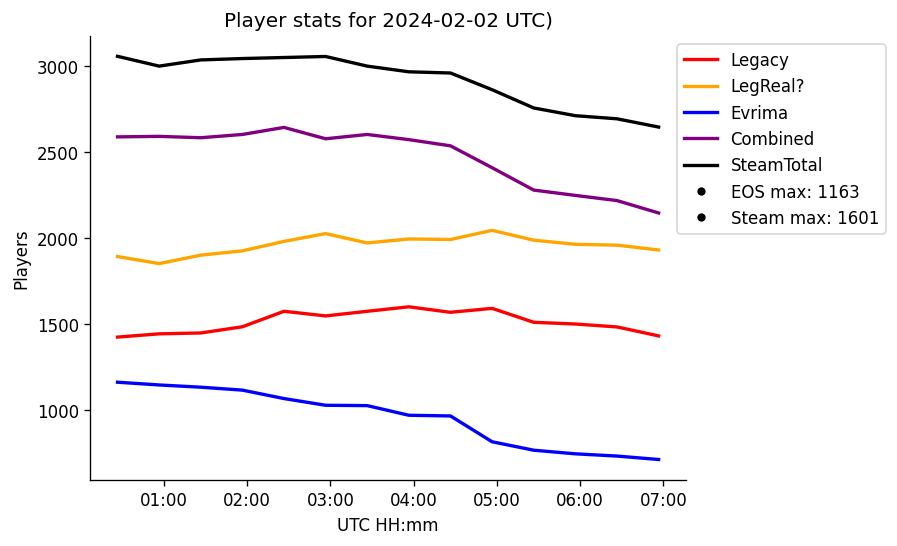 Player stats for 2024-02-02 UTC)
Legacy
LegReal?
Evrima
Combined
SteamTotal
EOS max: 1163
Steam max: 1601
Players
3000
2500
2000
1500
1000
01:00
02:00
03:00
04:00
05:00
06:00
07:00
UTC HH:mm